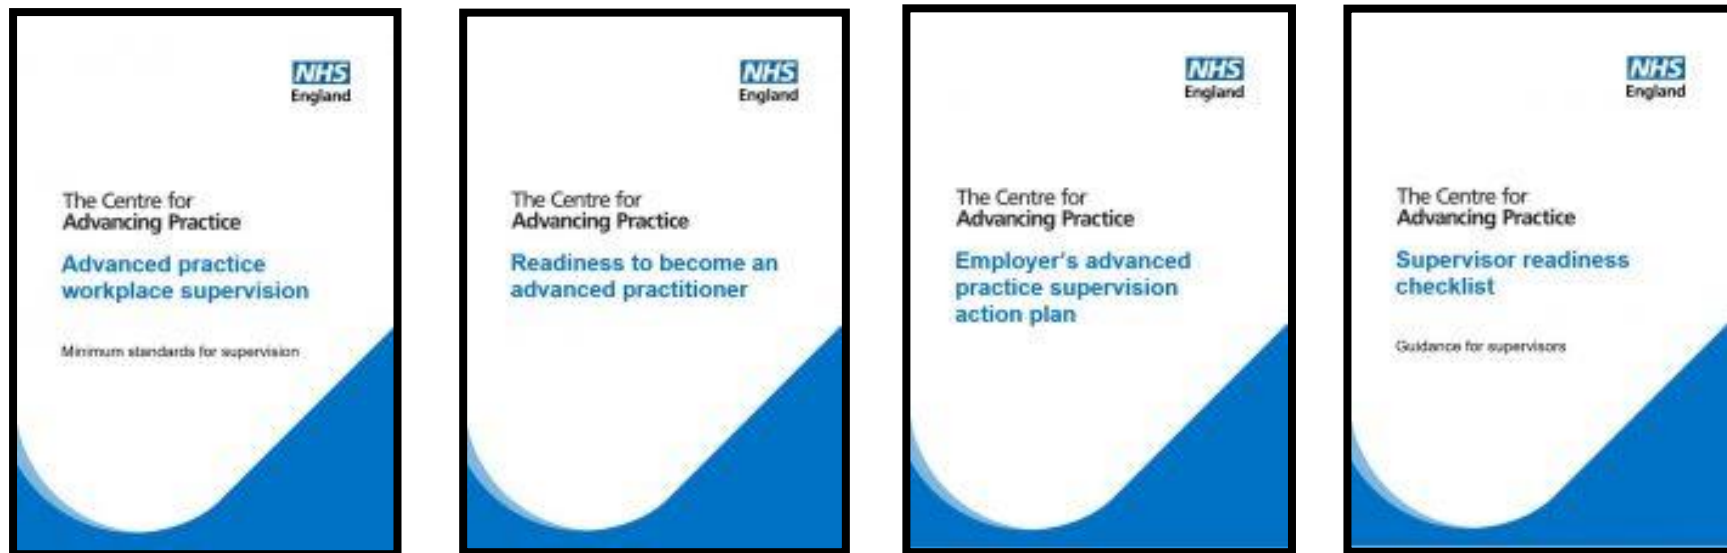 NHS
England
The Centre for
Advancing Practice
Advanced practice
workplace supervision
Minimum standards for supervision
NHS
England
The Centre for
Advancing Practice
Readiness to become an
advanced practitioner
NHS
England
The Centre for
Advancing Practice
Employer's advanced
practice supervision
action plan
NHS
England
The Centre for
Advancing Practice
Supervisor readiness
checklist
Guidance for supervisors